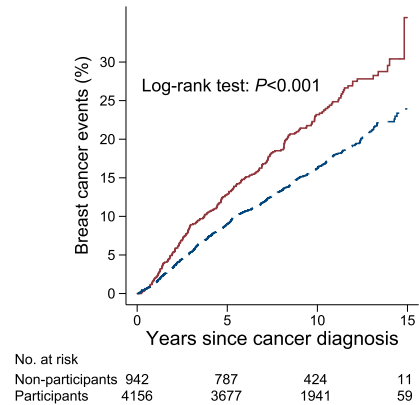 30
25
20
15
10
5
0
Breast cancer events (%)
Log-rank test: P<0.001
0 5 10 15
Years since cancer diagnosis
No. at risk
Non-participants 942 787 424 11
Participants 4156 3677 1941 59